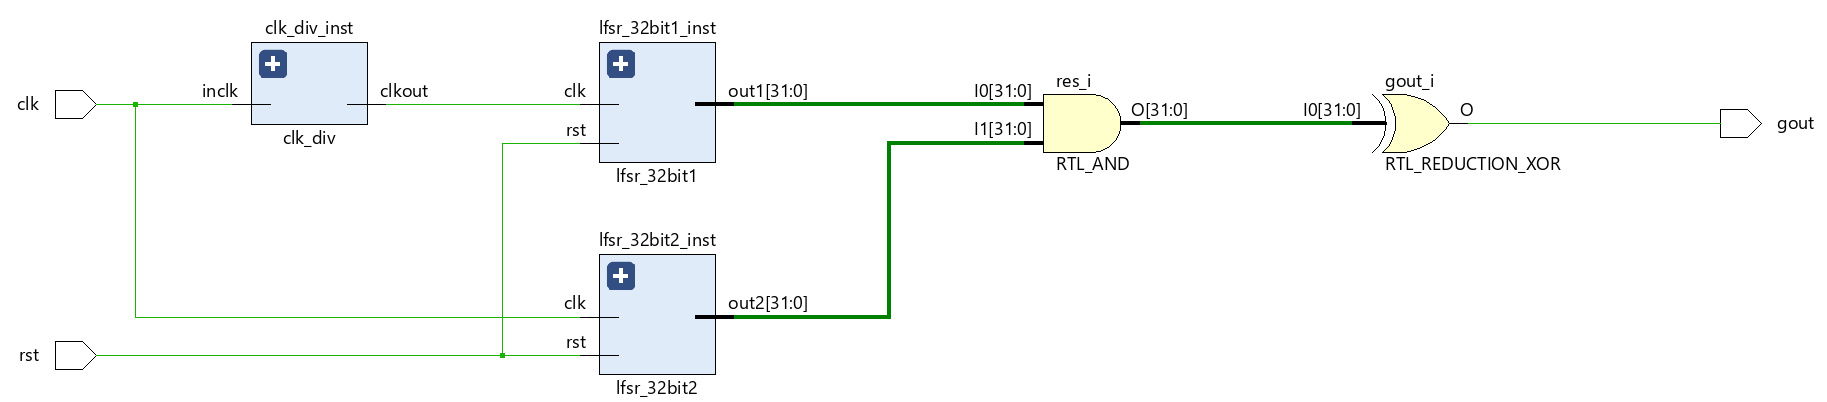 clk
clk_div_inst
inclk
clkout
clk_div
lfsr_32bit1_inst
clk
rst
out1[31:0]
lfsr_32bit1
I0[31:0]
I1[31:0]
res_i
O[31:0]
RTL_AND
I0[31:0]
gout_i
O
RTL_REDUCTION_XOR
gout
rst
lfsr_32bit2_inst
clk
rst
out2[31:0]
lfsr_32bit2